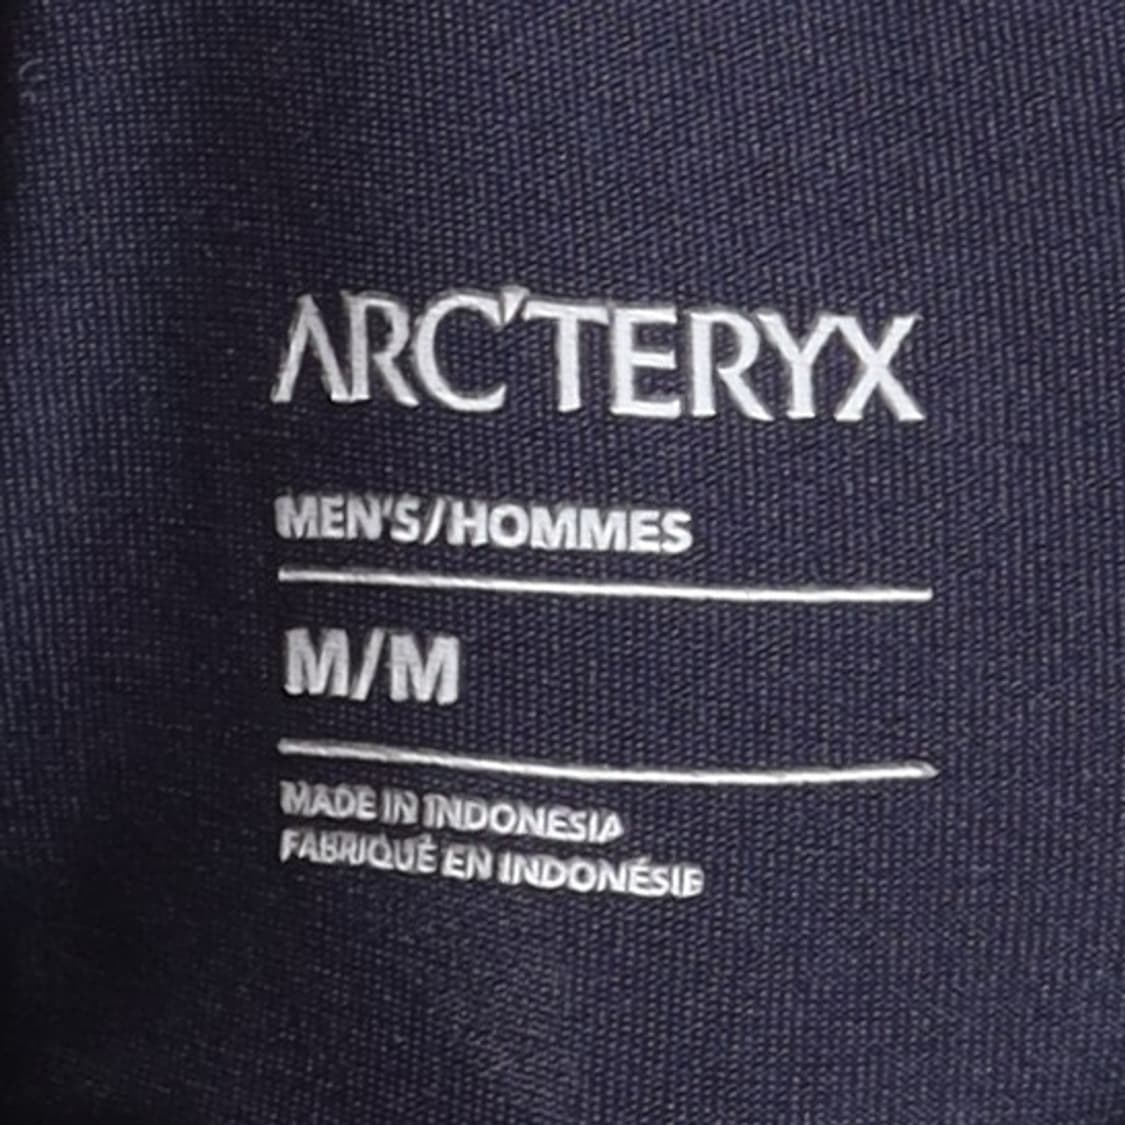 ARC'TERYX
MEN'S/HOMMES
M/M
MADE IN INDONESIA
FABRIQUÉ EN INDONÉSIE